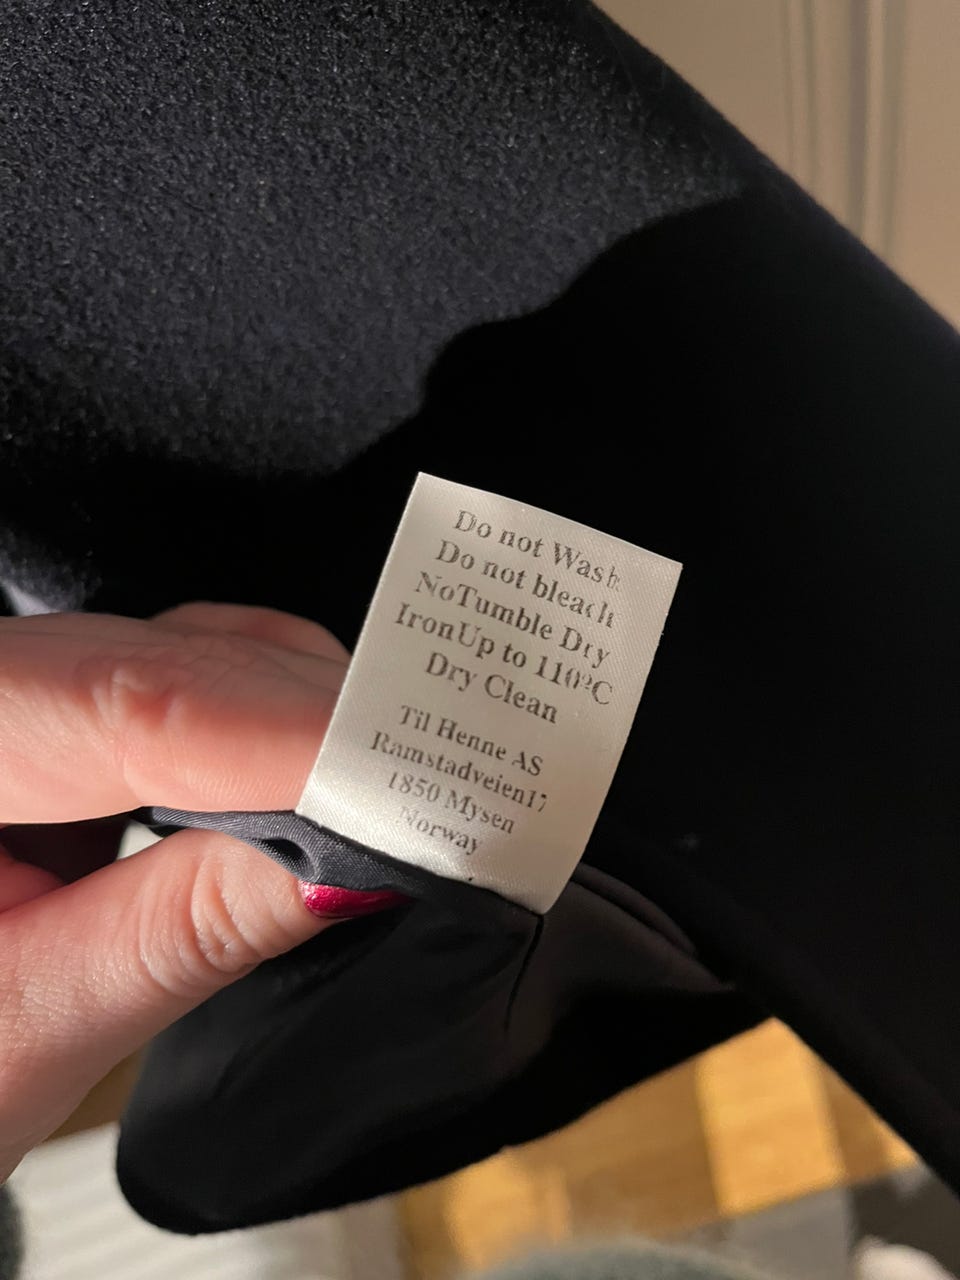 Do not Wash
Do not bleach
NoTumble Dry
IronUp to 110ºC
Dry Clean
Til Henne AS
Ramstadveien17
1850 Mysen
Norway